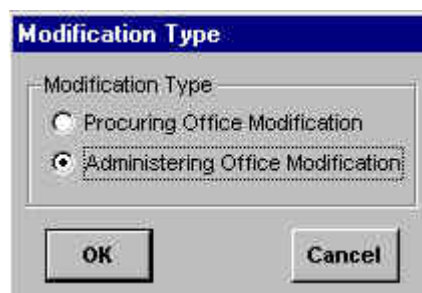 Modification Type
Modification Type
Procuring Office Modification
Administering Office Modification
OK
Cancel